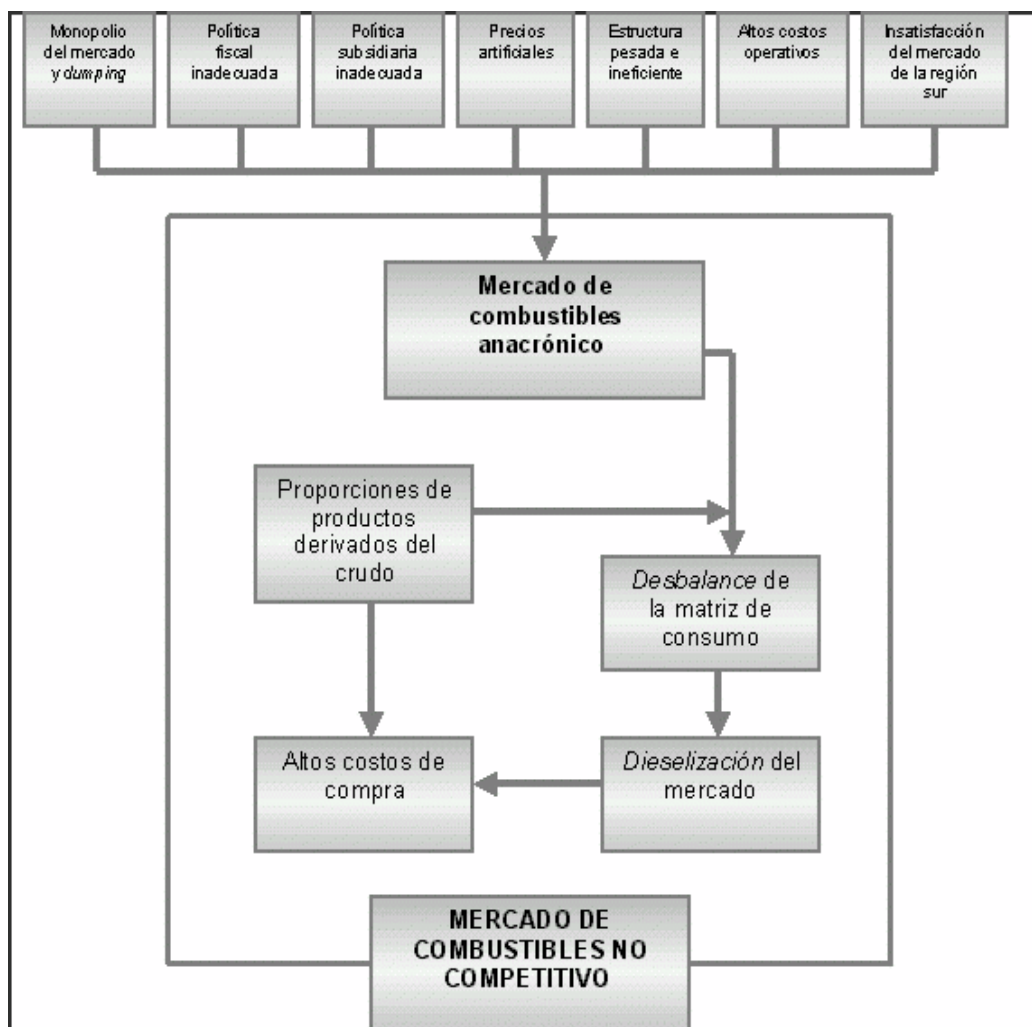 Monopolio
del mercado
y dumping
Política
fiscal
inadecuada
Política
subsidiaria
inadecuada
Precios
artificiales
Estructura
pesada e
ineficiente
Altos costos
operativos
Insatisfacción
del mercado
de la región
sur
Mercado de
combustibles
anacrónico
Proporciones de
productos
derivados del
crudo
Desbalance de
la matriz de
consumo
Altos costos de
compra
Dieselización del
mercado
MERCADO DE
COMBUSTIBLES NO
COMPETITIVO